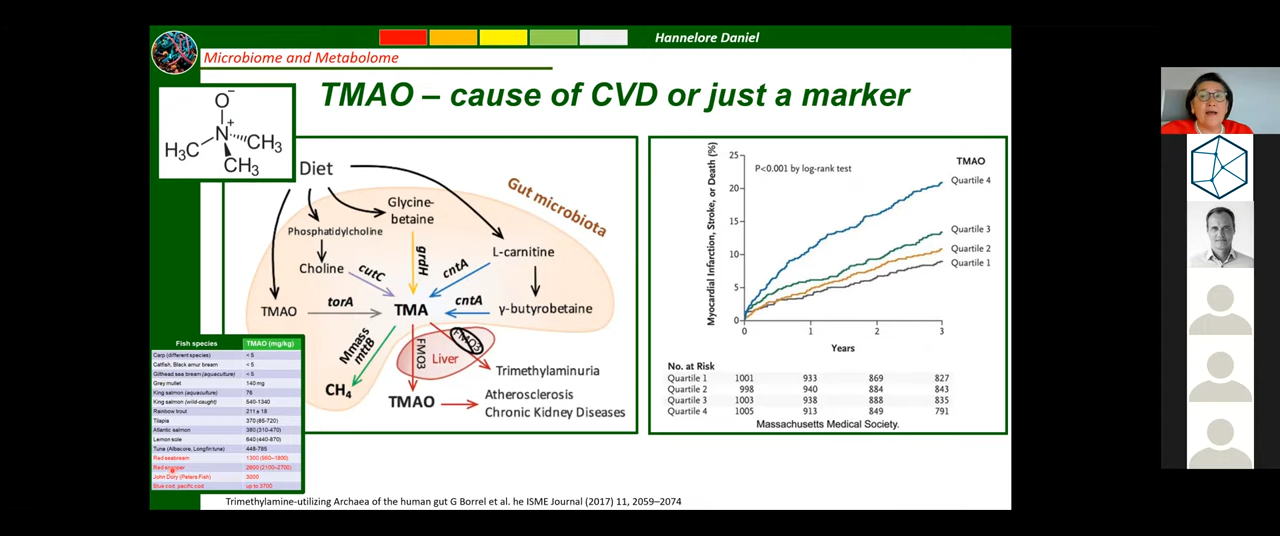 Hannelore Daniel
Microbiome and Metabolome
TMAO – cause of CVD or just a marker
O⁻
N⁺
H₃C
CH₃
CH₃
Diet
Gut microbiota
Glycine-
betaine
Phosphatidylcholine
L-carnitine
Choline
cutC
grdH
cntA
TMAO
torA
TMA
cntA
γ-butyrobetaine
Mmass
mttB
FMO3
FMO3
Liver
CH₄
Trimethylaminuria
TMAO
Atherosclerosis
Chronic Kidney Diseases
Fish species TMAO (mg/kg)
Carp (different species) < 5
Catfish, Black amur bream < 5
Gilthead sea bream (aquaculture) < 5
Grey mullet 140 mg
King salmon (aquaculture) 76
King salmon (wild-caught) 540-1340
Rainbow trout 211 ± 18
Tilapia 370 (65-720)
Atlantic salmon 380 (310-470)
Lemon sole 640 (440-870)
Tuna (Albacore, Longfin tuna) 448-785
Red seabream 1300 (950–1800)
Red snapper 2600 (2100–2700)
John Dory (Peters Fish) 3000
Blue cod, pacific cod up to 3700
Myocardial Infarction, Stroke, or Death (%)
25
20
15
10
5
0
P<0.001 by log-rank test
TMAO
Quartile 4
Quartile 3
Quartile 2
Quartile 1
0 1 2 3
Years
No. at Risk
Quartile 1 1001 933 869 827
Quartile 2 998 940 884 843
Quartile 3 1003 938 888 835
Quartile 4 1005 913 849 791
Massachusetts Medical Society.
Trimethylamine-utilizing Archaea of the human gut G Borrel et al. he ISME Journal (2017) 11, 2059–2074